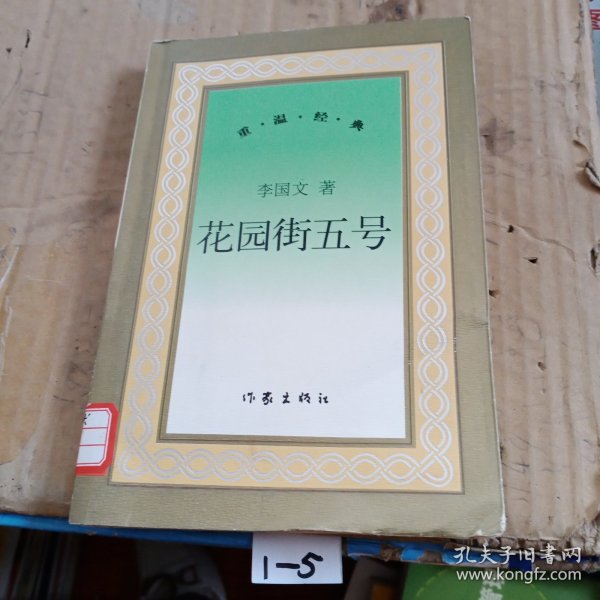 重·温·经·典
李国文 著
花园街五号
作家出版社
1-5
孔夫子旧书网
www.kongfz.com